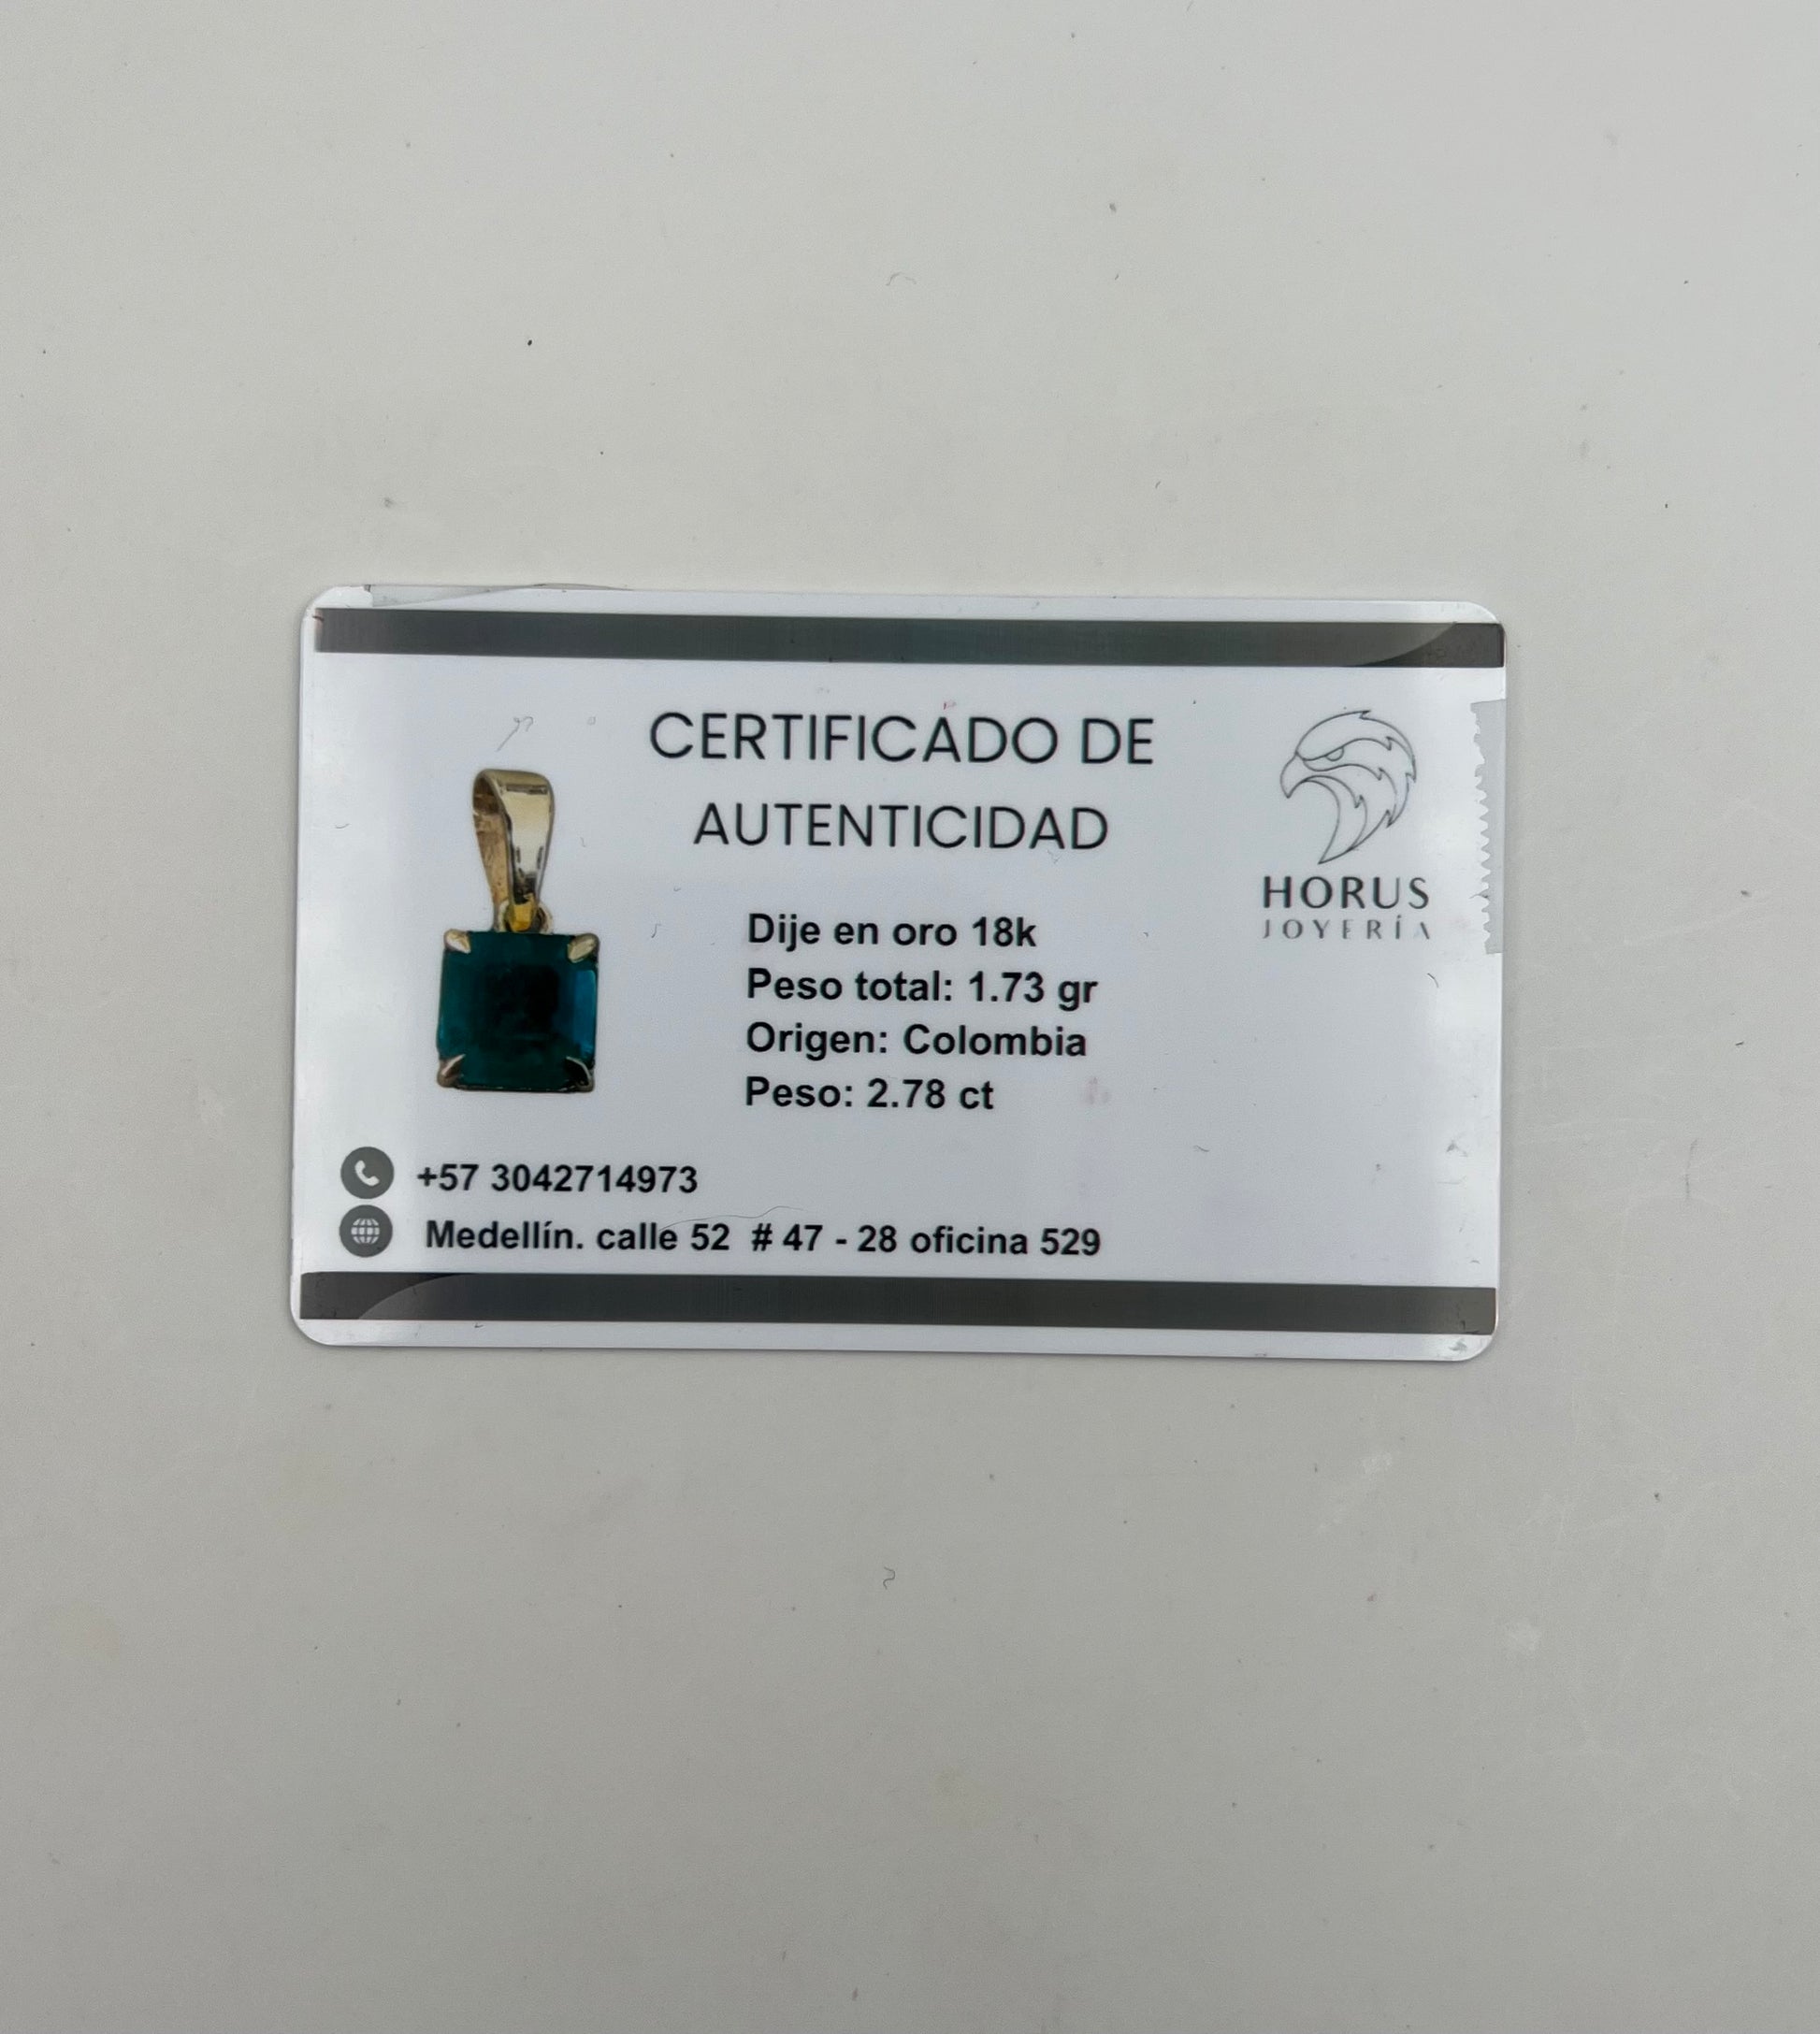 CERTIFICADO DE
AUTENTICIDAD
HORUS
JOYERÍA
Dije en oro 18k
Peso total: 1.73 gr
Origen: Colombia
Peso: 2.78 ct
+57 3042714973
Medellín. calle 52 # 47 - 28 oficina 529